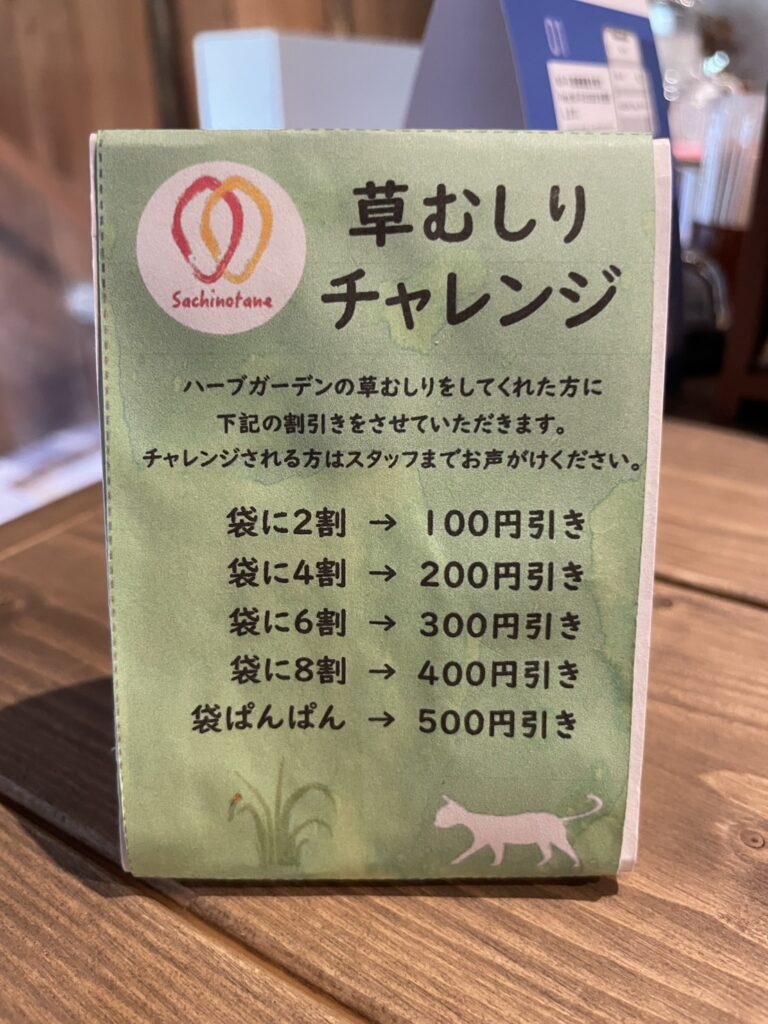 Sachinotane
草むしり
チャレンジ
ハーブガーデンの草むしりをしてくれた方に
下記の割引きをさせていただきます。
チャレンジされる方はスタッフまでお声がけください。
袋に2割 → 100円引き
袋に4割 → 200円引き
袋に6割 → 300円引き
袋に8割 → 400円引き
袋ぱんぱん → 500円引き
01